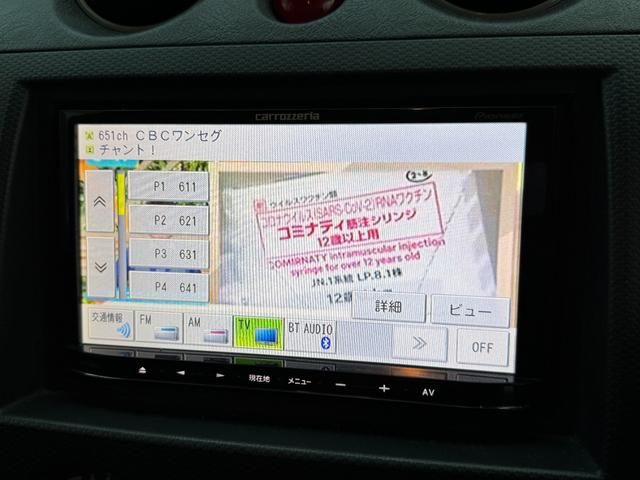 carrozzeria
Pioneer
651ch CBCワンセグ
チャント!
P1 611
P2 621
P3 631
P4 641
ウイルスワクチン類
コロナウイルス(SARS-CoV-2)RNAワクチン
コミナティ筋注シリンジ
12歳以上用
COMIRNATY intramuscular injection
syringe for over 12 years old
JN.1系統 LP.8.1株
12歳
詳細
ビュー
交通情報
FM
AM
TV
BT AUDIO
OFF
現在地
メニュー
AV